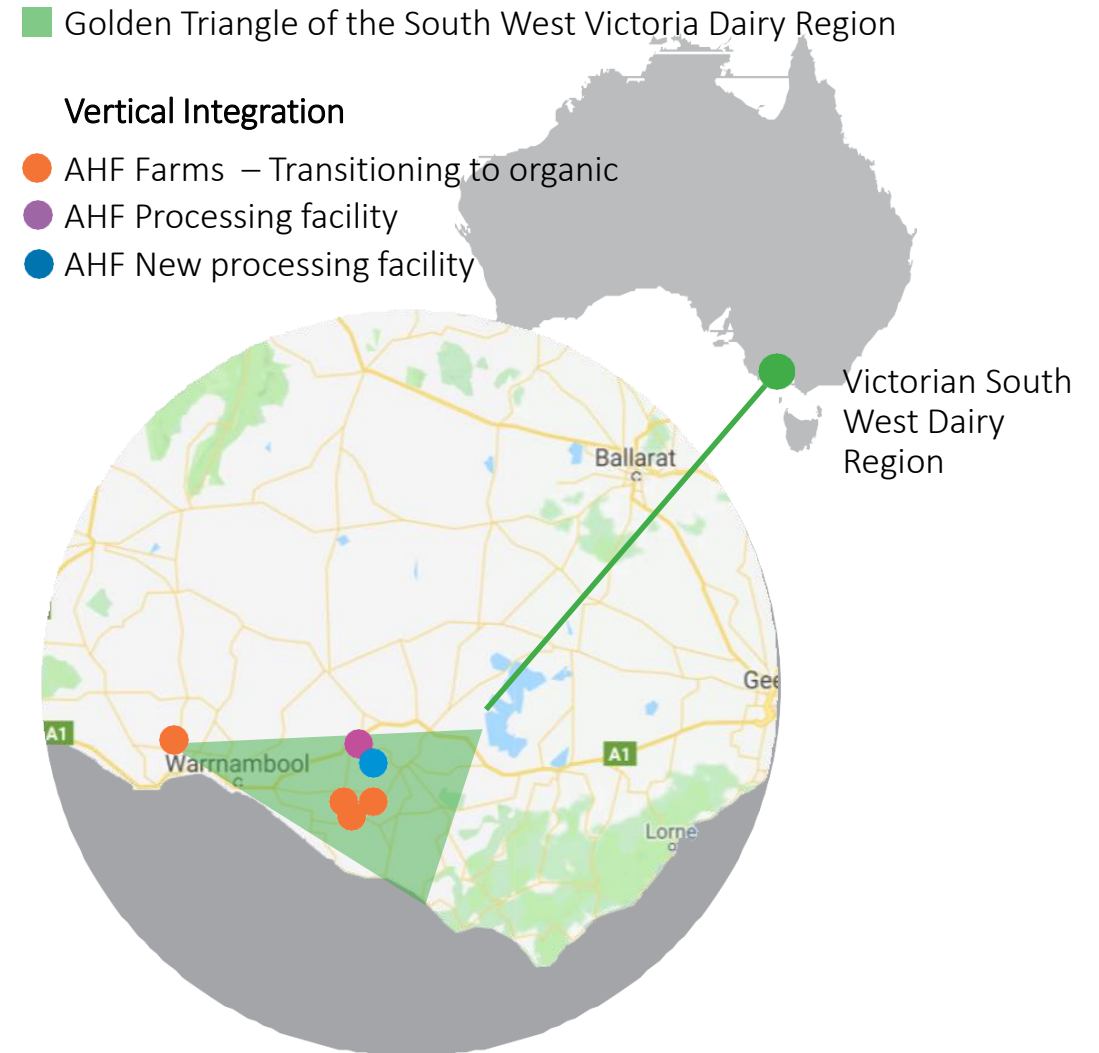 Golden Triangle of the South West Victoria Dairy Region
Vertical Integration
AHF Farms – Transitioning to organic
AHF Processing facility
AHF New processing facility
Victorian South
West Dairy
Region
Ballarat
Gee
A1
Warrnambool
A1
Lorne